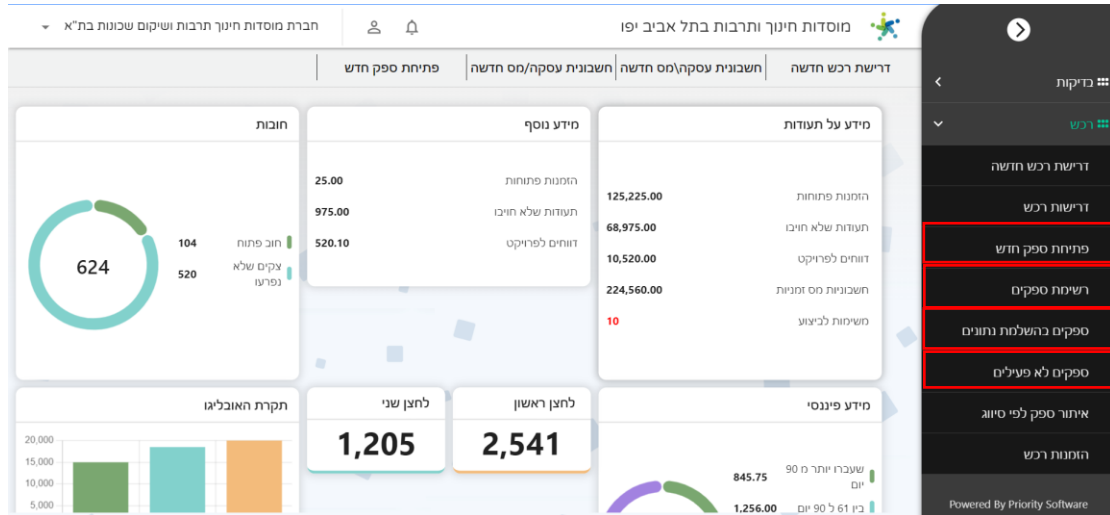 מוסדות חינוך ותרבות בתל אביב יפו
חברת מוסדות חינוך תרבות ושיקום שכונות בת"א
דרישת רכש חדשה
חשבונית עסקה\מס חדשה
חשבונית עסקה/מס חדשה
פתיחת ספק חדש
בדיקות
רכש
דרישת רכש חדשה
דרישות רכש
פתיחת ספק חדש
רשימת ספקים
ספקים בהשלמת נתונים
ספקים לא פעילים
איתור ספק לפי סיווג
הזמנות רכש
Powered By Priority Software
מידע על תעודות
הזמנות פתוחות 125,225.00
תעודות שלא חויבו 68,975.00
דווחים לפרויקט 10,520.00
חשבוניות מס זמניות 224,560.00
משימות לביצוע 10
מידע נוסף
הזמנות פתוחות 25.00
תעודות שלא חויבו 975.00
דווחים לפרויקט 520.10
חובות
חוב פתוח 104
צקים שלא נפרעו 520
624
מידע פיננסי
שעברו יותר מ 90 יום 845.75
בין 61 ל 90 יום 1,256.00
לחצן ראשון
2,541
לחצן שני
1,205
תקרת האובליגו
20,000
15,000
10,000
5,000